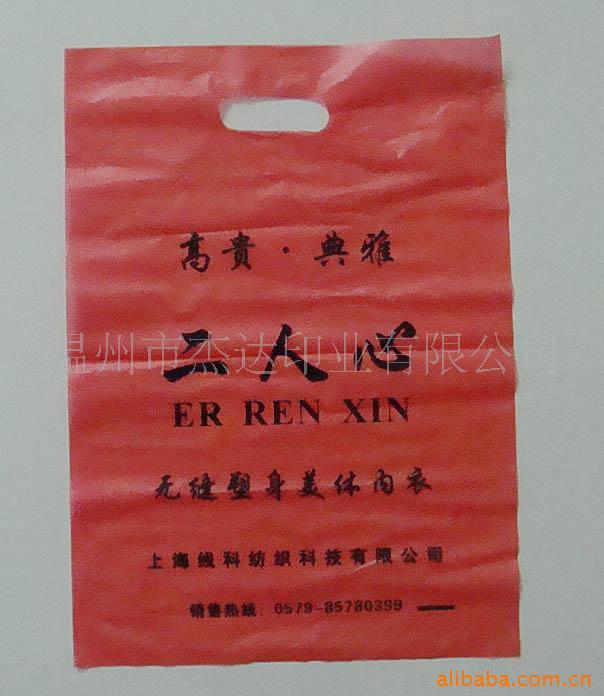 高贵·典雅
二人心
温州市杰达印业有限公司
ER REN XIN
无缝塑身美体内衣
上海线科纺织科技有限公司
销售热线:0579-85780399
alibaba.com.cn